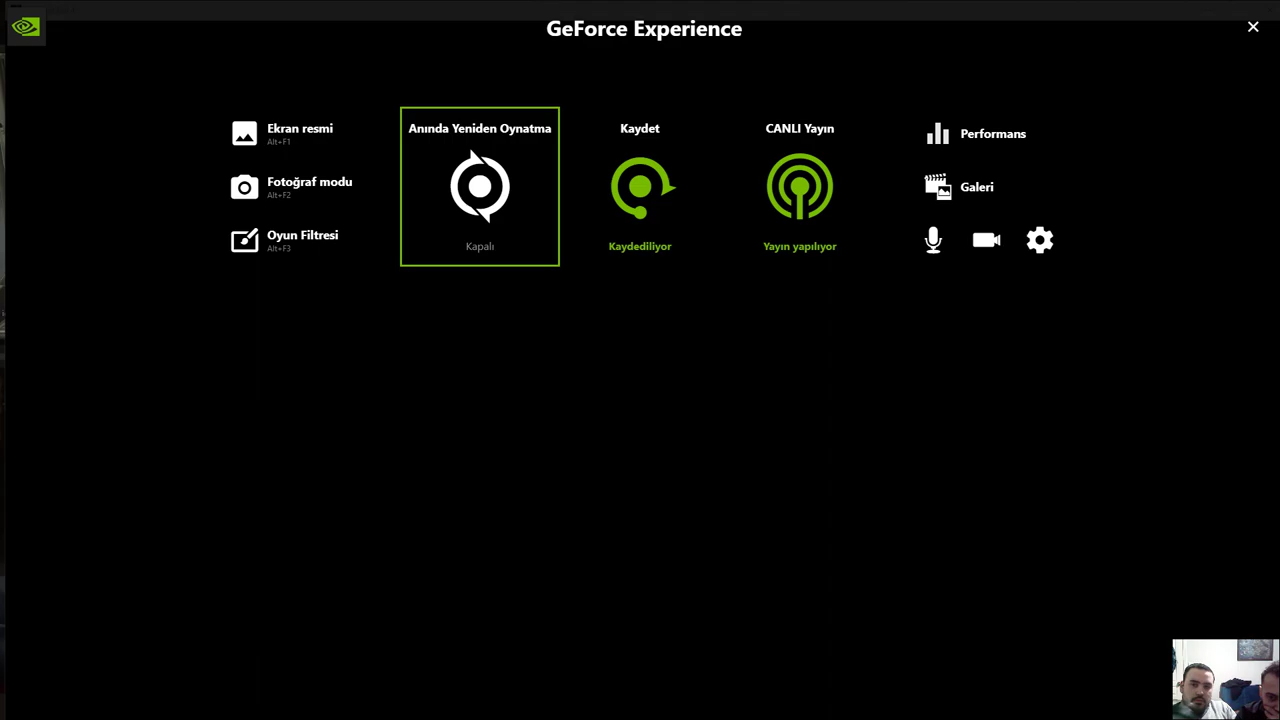 GeForce Experience
Ekran resmi
Alt+F1
Fotoğraf modu
Alt+F2
Oyun Filtresi
Alt+F3
Anında Yeniden Oynatma
Kapalı
Kaydet
Kaydediliyor
CANLI Yayın
Yayın yapılıyor
Performans
Galeri